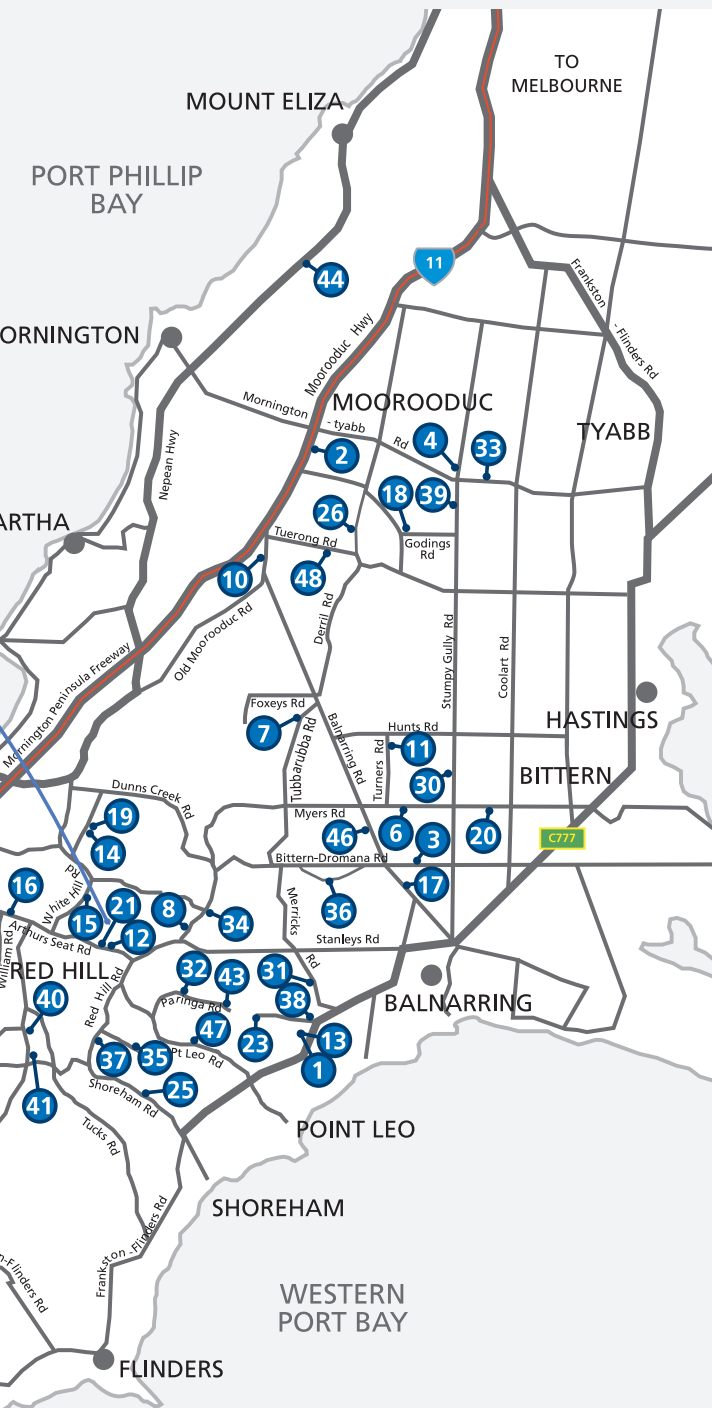 TO
MELBOURNE
MOUNT ELIZA
PORT PHILLIP
BAY
11
44
Frankston
- Flinders Rd
ORNINGTON
Moorooduc Hwy
MOOROODUC
Mornington
- tyabb
Rd
TYABB
Nepean Hwy
2
4
33
18
39
26
ARTHA
Tuerong Rd
Godings
Rd
10
48
Old Moorooduc Rd
Derril Rd
Stumpy Gully Rd
Coolart Rd
Mornington Peninsula Freeway
Foxeys Rd
7
Tubbarubba Rd
Balnarring Rd
Hunts Rd
Turners Rd
11
30
HASTINGS
BITTERN
Dunns Creek
Rd
19
14
Myers Rd
46
6
3
20
C777
Bittern-Dromana Rd
16
White Hill
Rd
15
21
12
8
34
36
17
Merricks
Rd
Stanleys Rd
Arthurs Seat Rd
William Rd
RED HILL
Red Hill Rd
40
32
43
31
38
BALNARRING
Paringa Rd
47
23
13
1
37
35
Pt Leo Rd
25
Shoreham Rd
41
Tucks Rd
POINT LEO
SHOREHAM
Frankston -Flinders Rd
n-Flinders Rd
WESTERN
PORT BAY
FLINDERS